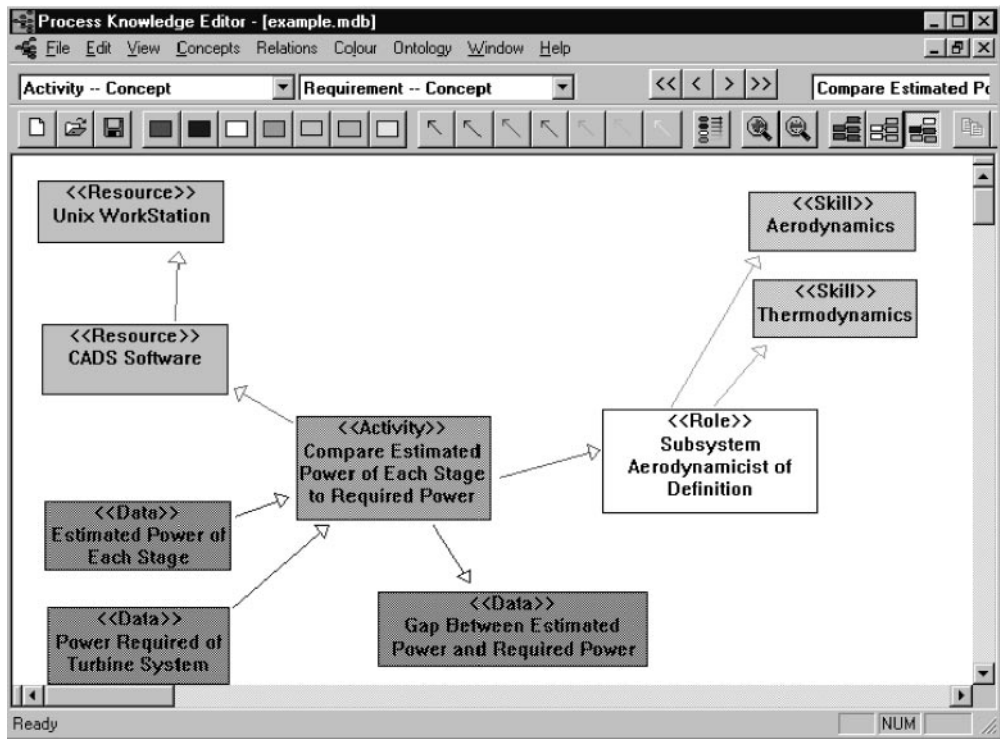 Process Knowledge Editor - [example.mdb]
File Edit View Concepts Relations Colour Ontology Window Help
Activity -- Concept
Requirement -- Concept
<< < > >>
Compare Estimated Po
<<Resource>>
Unix WorkStation
<<Skill>>
Aerodynamics
<<Skill>>
Thermodynamics
<<Resource>>
CADS Software
<<Activity>>
Compare Estimated
Power of Each Stage
to Required Power
<<Role>>
Subsystem
Aerodynamicist of
Definition
<<Data>>
Estimated Power of
Each Stage
<<Data>>
Power Required of
Turbine System
<<Data>>
Gap Between Estimated
Power and Required Power
Ready
NUM